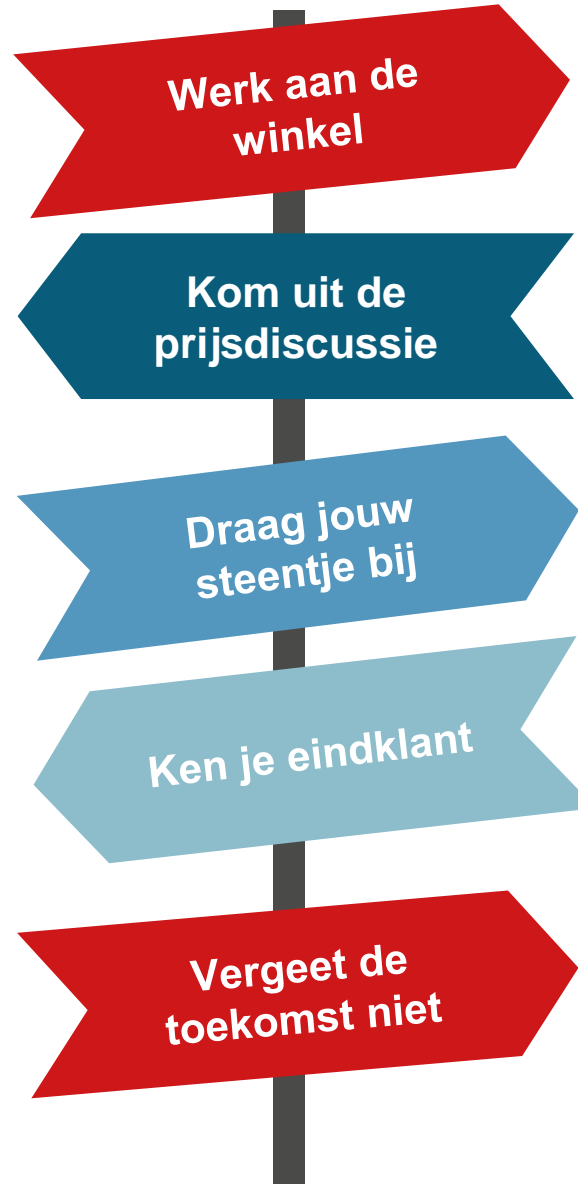 Werk aan de
winkel
Kom uit de
prijsdiscussie
Draag jouw
steentje bij
Ken je eindklant
Vergeet de
toekomst niet